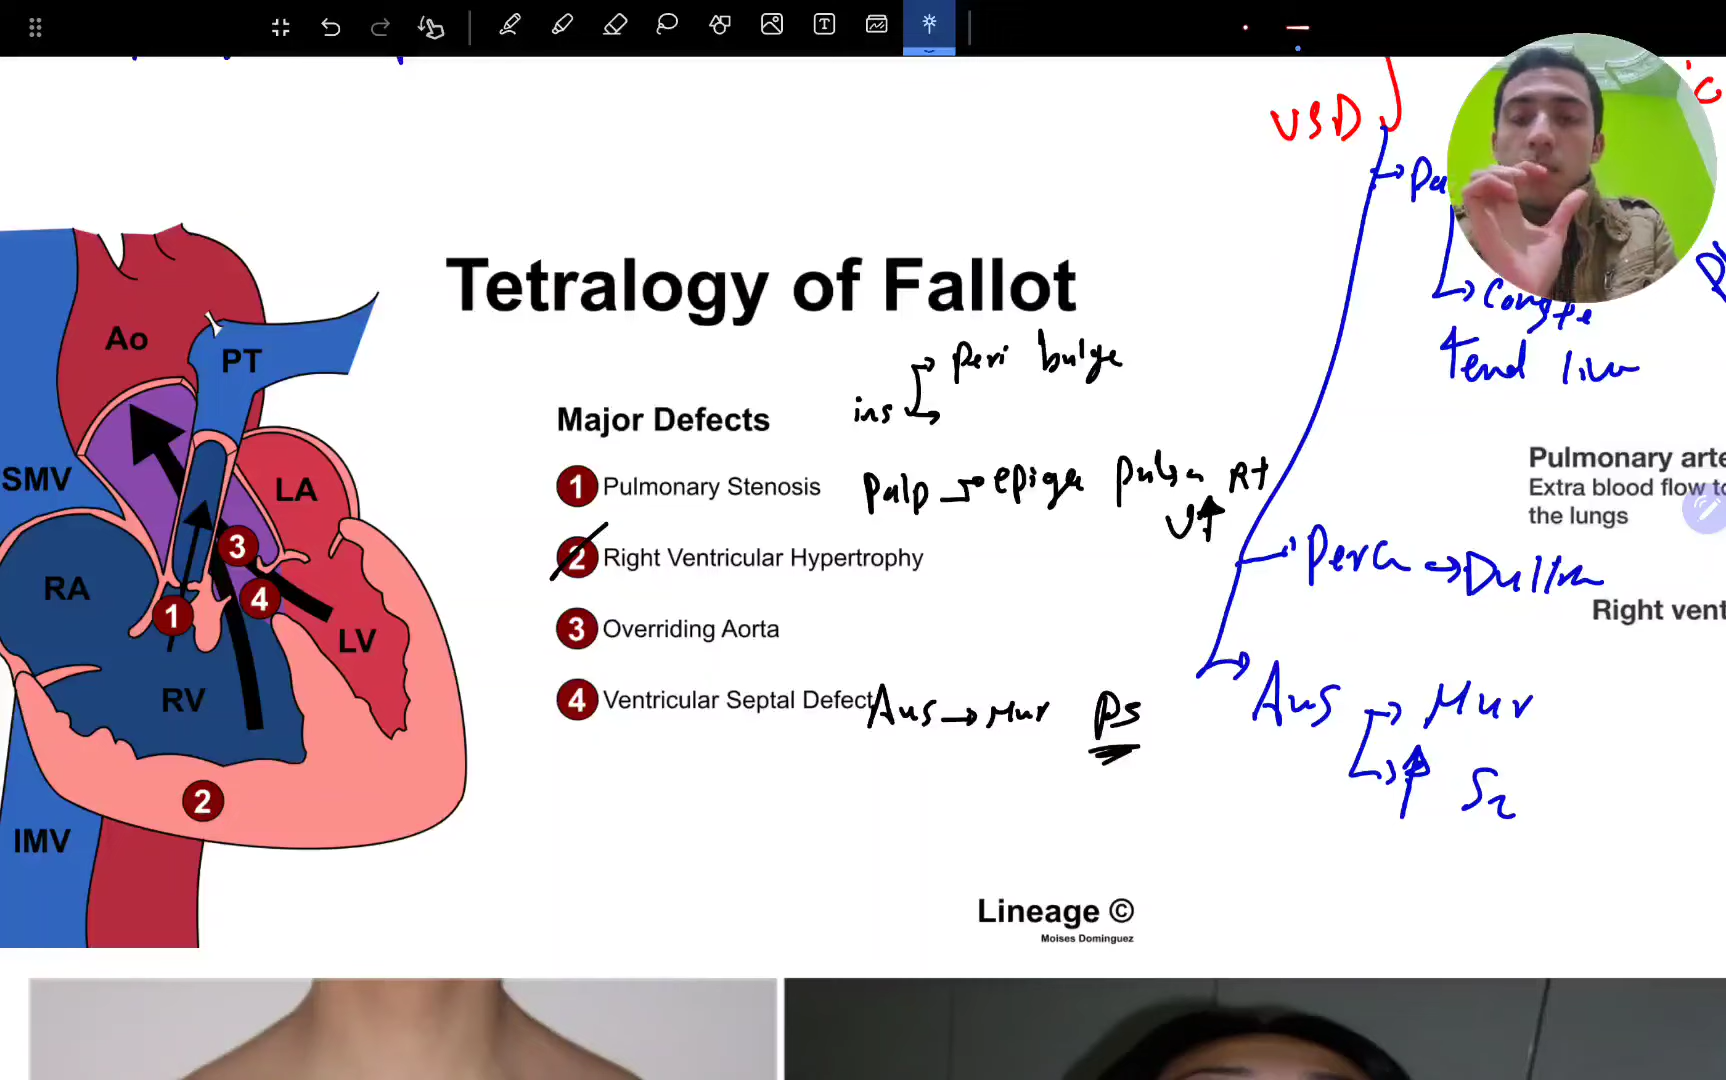 VSD
Ao
PT
SMV
LA
RA
3
4
1
LV
RV
2
IMV
Tetralogy of Fallot
peri bulge
ins
Major Defects
1 Pulmonary Stenosis
2 Right Ventricular Hypertrophy
3 Overriding Aorta
4 Ventricular Septal Defect
Palp epiga pulsa Rt
V
Aus Mur PS
tend
Perc
Aus Mur
S2
Pulmonary arte
Extra blood flow to
the lungs
Right vent
Lineage ©
Moises Dominguez